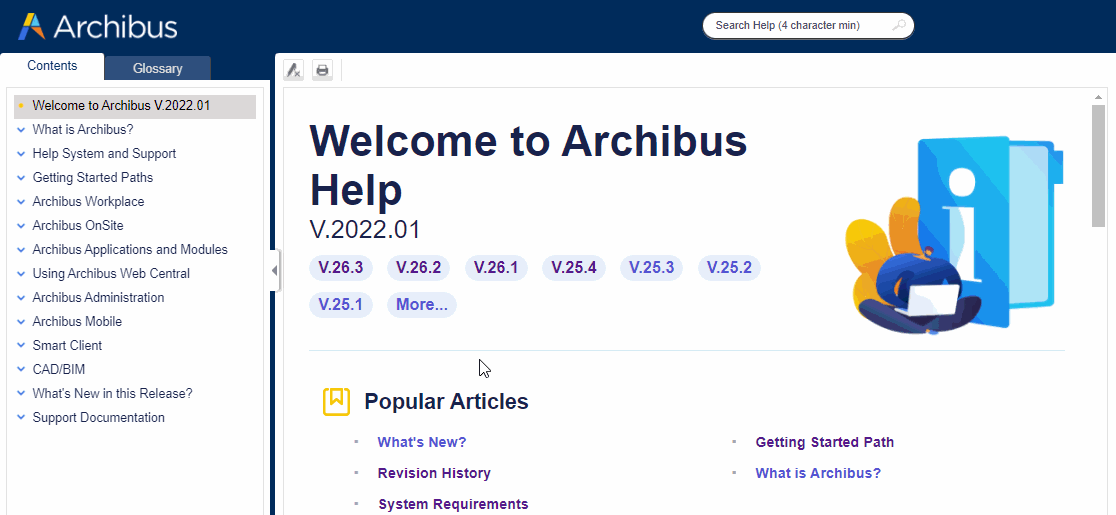 Archibus
Search Help (4 character min)
Contents
Glossary
Welcome to Archibus V.2022.01
What is Archibus?
Help System and Support
Getting Started Paths
Archibus Workplace
Archibus OnSite
Archibus Applications and Modules
Using Archibus Web Central
Archibus Administration
Archibus Mobile
Smart Client
CAD/BIM
What's New in this Release?
Support Documentation
Welcome to Archibus
Help
V.2022.01
V.26.3 V.26.2 V.26.1 V.25.4 V.25.3 V.25.2
V.25.1 More...
Popular Articles
What's New?
Revision History
System Requirements
Getting Started Path
What is Archibus?